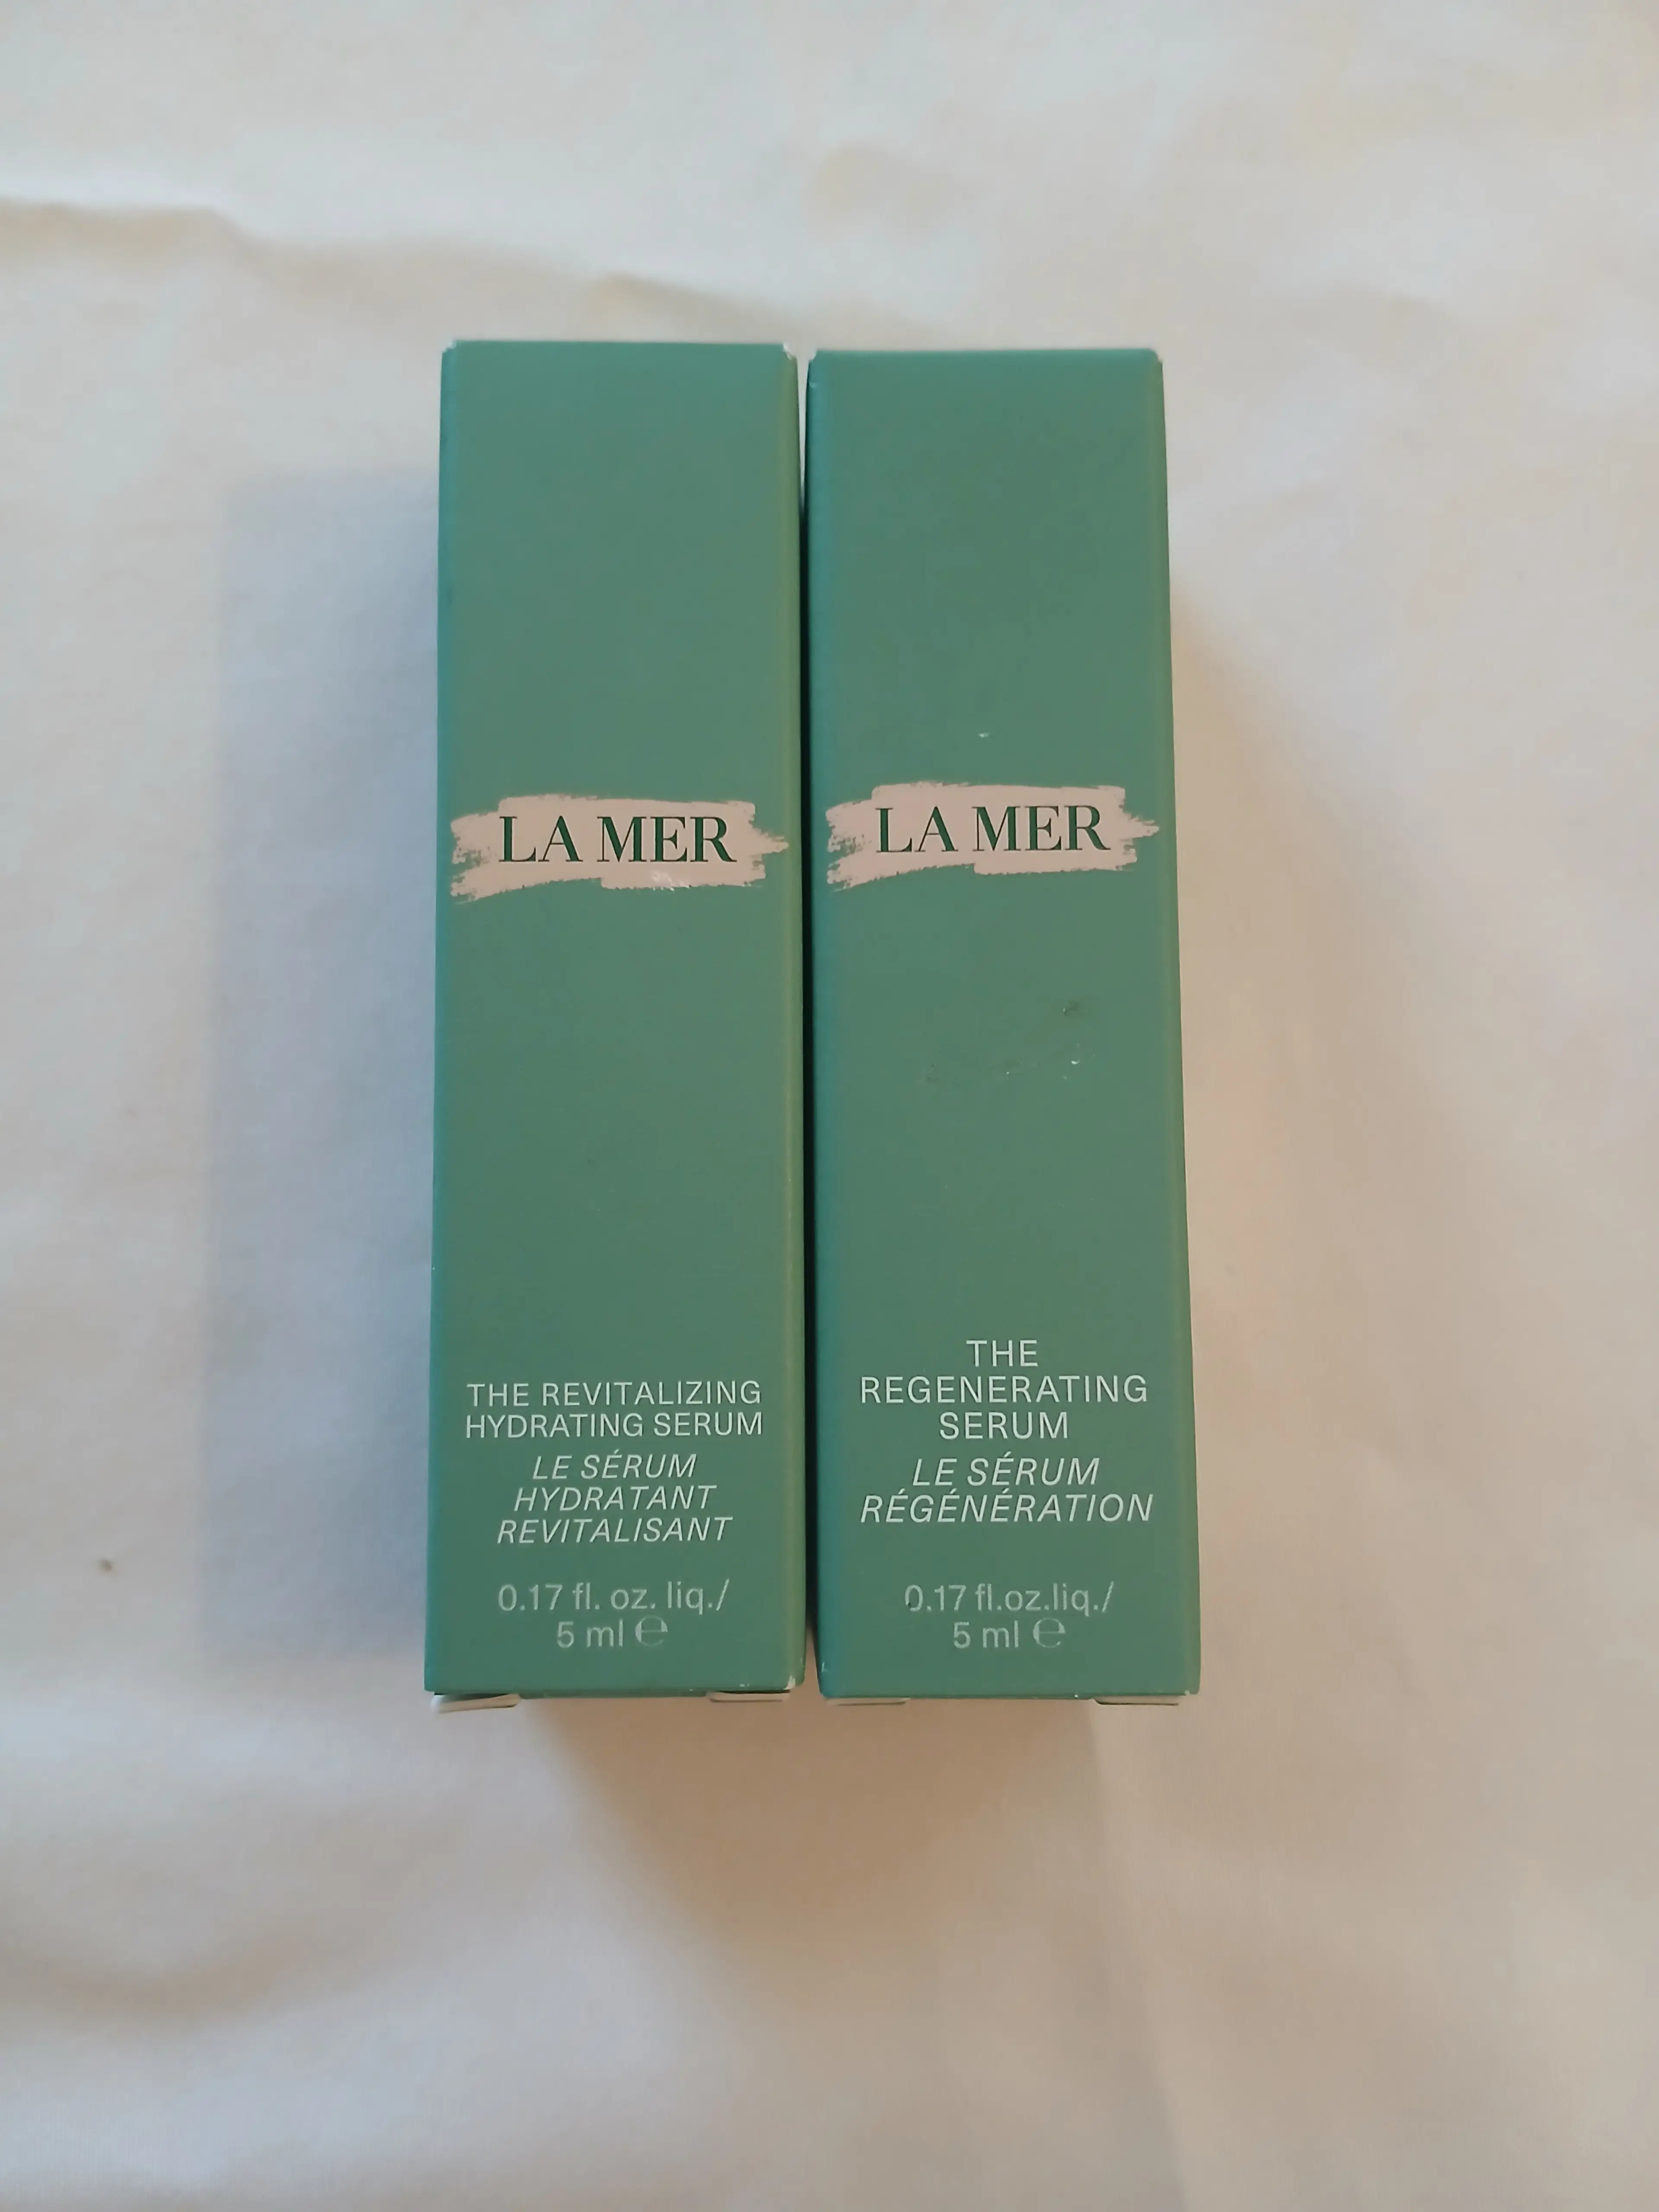 LA MER
THE REVITALIZING
HYDRATING SERUM
LE SÉRUM
HYDRATANT
REVITALISANT
0.17 fl. oz. liq./
5 ml ℮
LA MER
THE
REGENERATING
SERUM
LE SÉRUM
RÉGÉNÉRATION
0.17 fl.oz.liq./
5 ml ℮